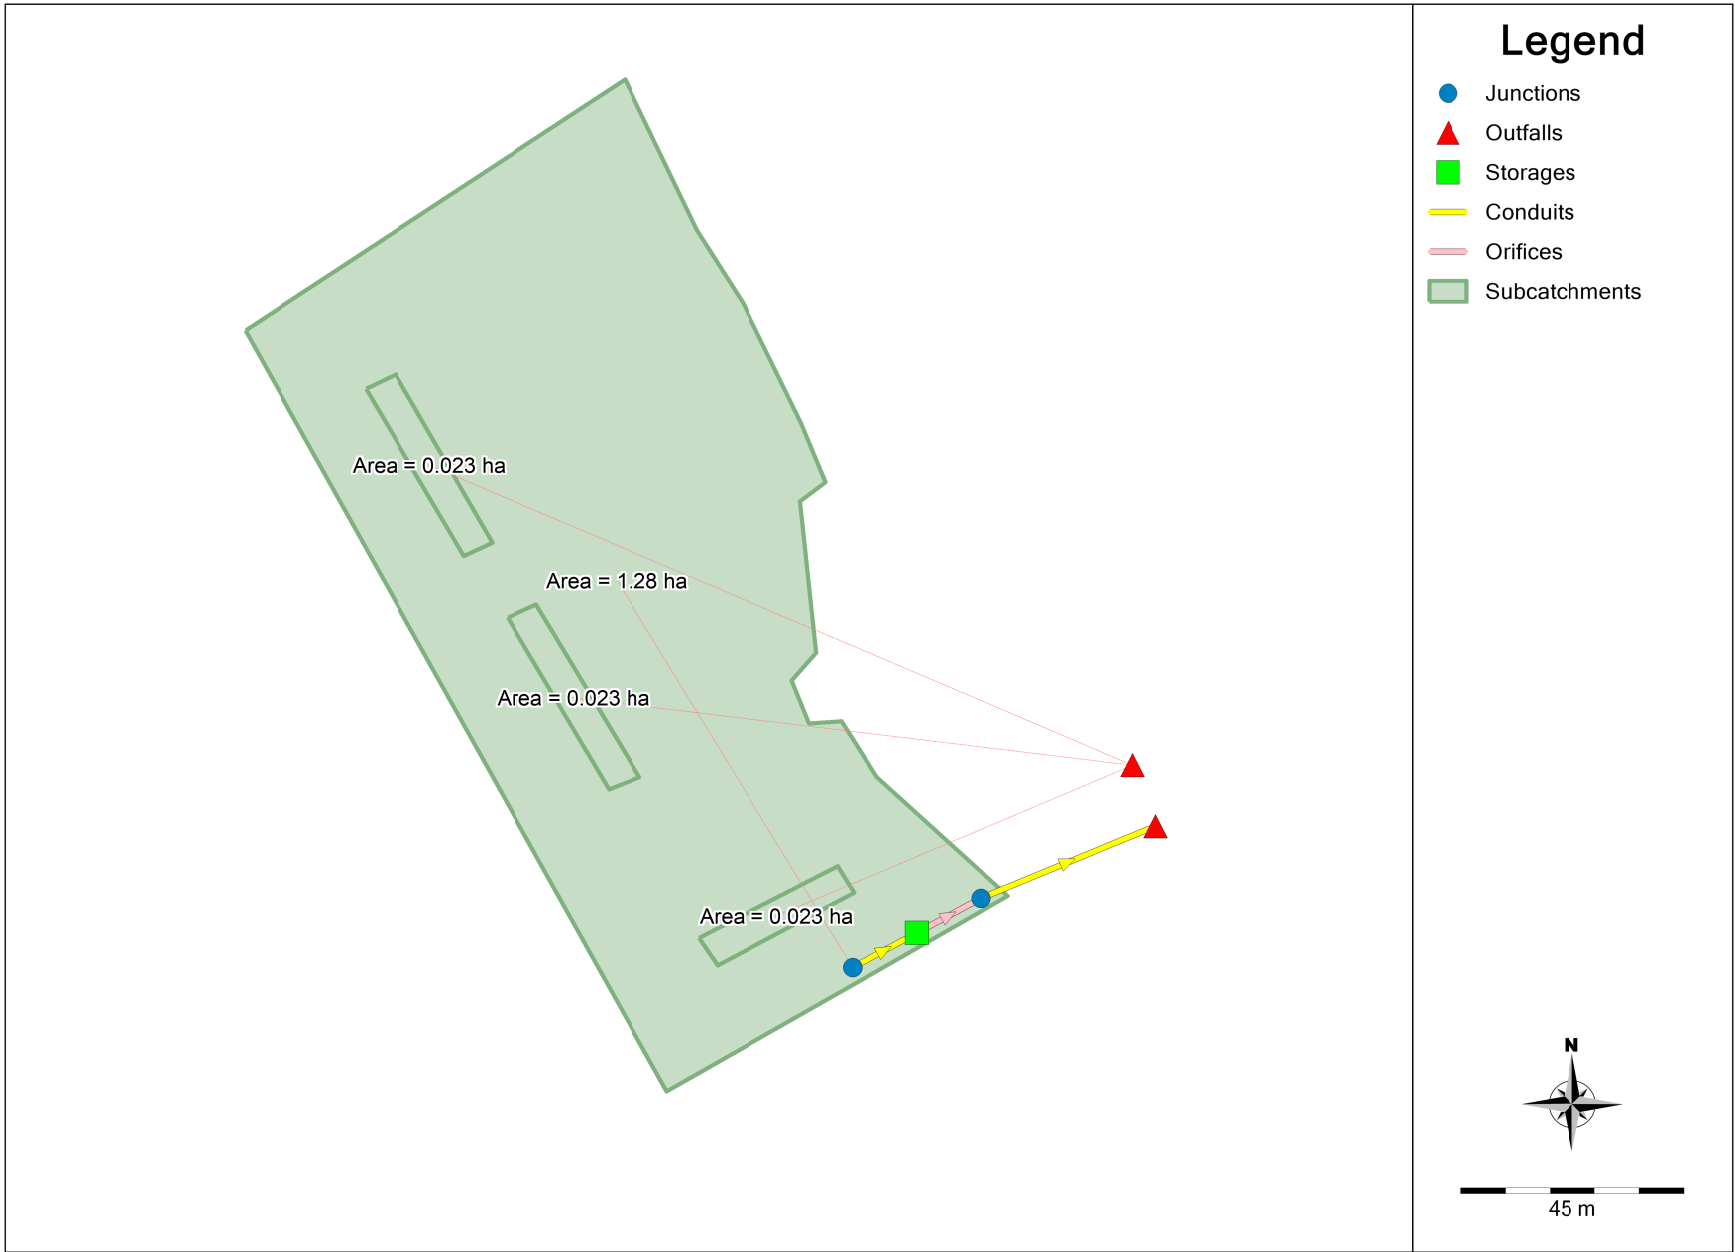 Legend
Junctions
Outfalls
Storages
Conduits
Orifices
Subcatchments
Area = 0.023 ha
Area = 1.28 ha
Area = 0.023 ha
Area = 0.023 ha
N
45 m